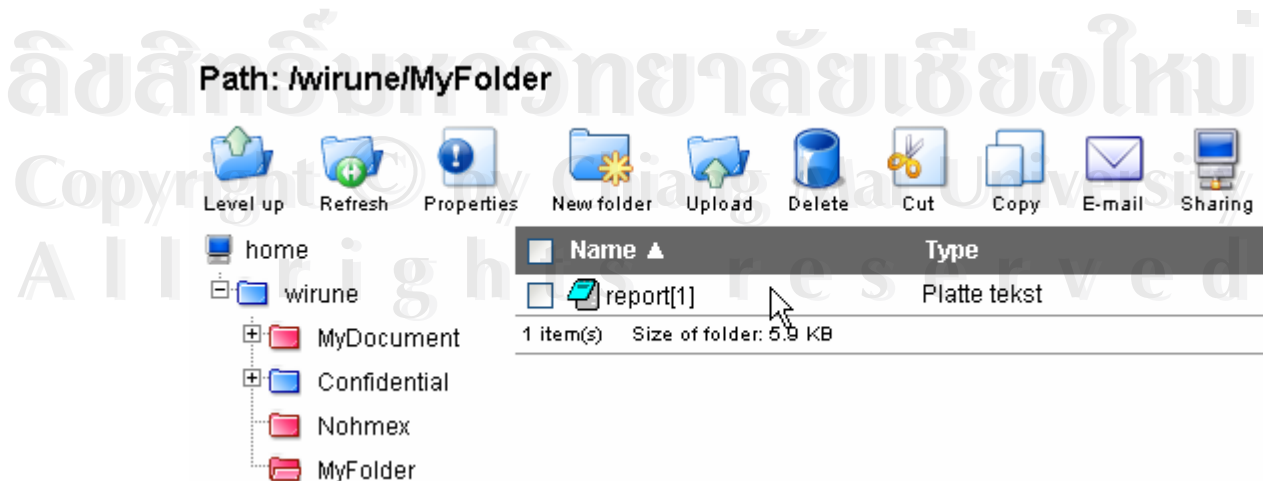 ลิขสิทธิ์มหาวิทยาลัยเชียงใหม่
Path: /wirune/MyFolder
Copyright © by Chiang Mai University
Level up Refresh Properties New folder Upload Delete Cut Copy E-mail Sharing
All rights reserved
home
wirune
MyDocument
Confidential
Nohmex
MyFolder
Name ▲ Type
report[1] Platte tekst
1 item(s) Size of folder: 5.9 KB